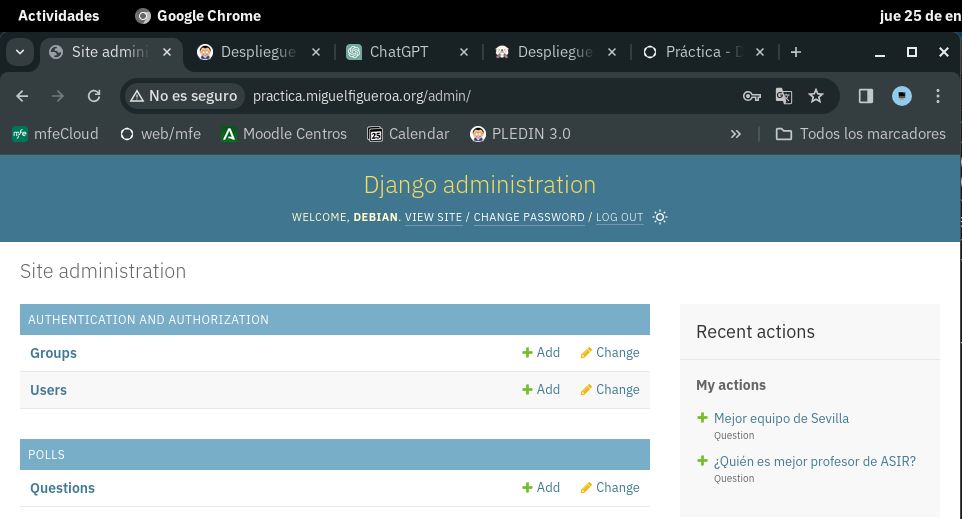 Actividades Google Chrome jue 25 de en
Site admini Despliegue ChatGPT Despliegue Práctica - D
No es seguro practica.miguelfigueroa.org/admin/
mfeCloud web/mfe Moodle Centros Calendar PLEDIN 3.0 » Todos los marcadores
Django administration
WELCOME, DEBIAN. VIEW SITE / CHANGE PASSWORD / LOG OUT
Site administration
AUTHENTICATION AND AUTHORIZATION
Groups Add Change
Users Add Change
POLLS
Questions Add Change
Recent actions
My actions
Mejor equipo de Sevilla
Question
¿Quién es mejor profesor de ASIR?
Question